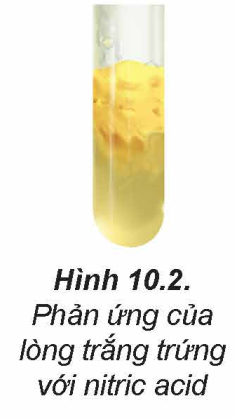 Hình 10.2.
Phản ứng của
lòng trắng trứng
với nitric acid